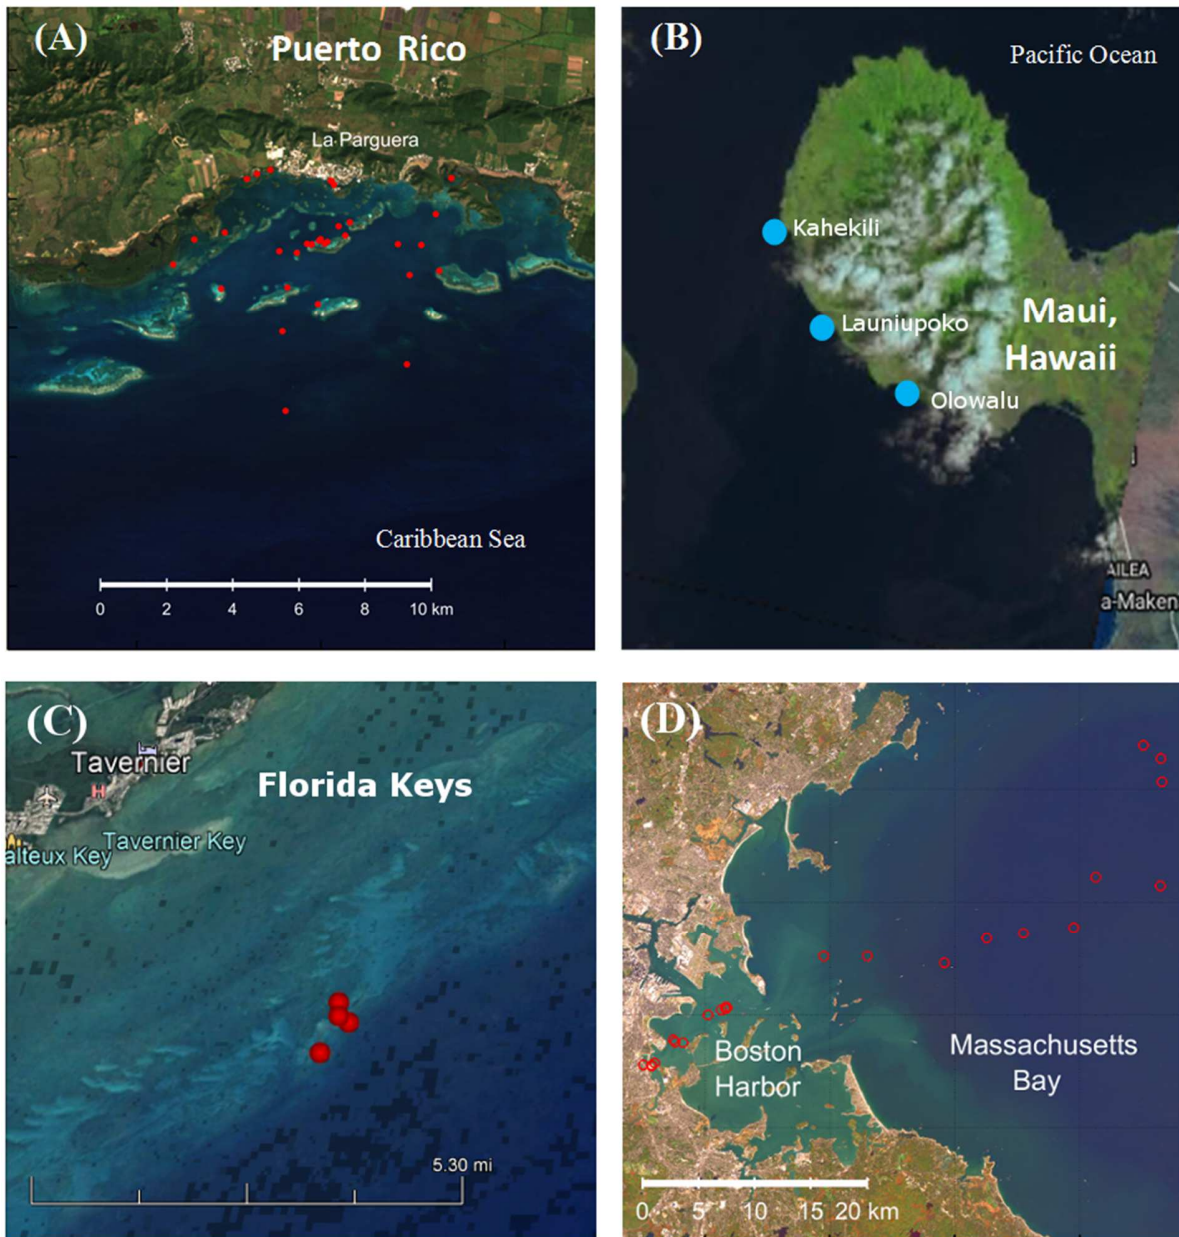 (A)
Puerto Rico
La Parguera
Caribbean Sea
0 2 4 6 8 10 km
(B)
Pacific Ocean
Kahekili
Launiupoko
Maui,
Hawaii
Olowalu
AILEA
a-Maken
(C)
Tavernier
H
Florida Keys
Tavernier Key
alteux Key
5.30 mi
(D)
Boston
Harbor
Massachusetts
Bay
0 5 10 15 20 km